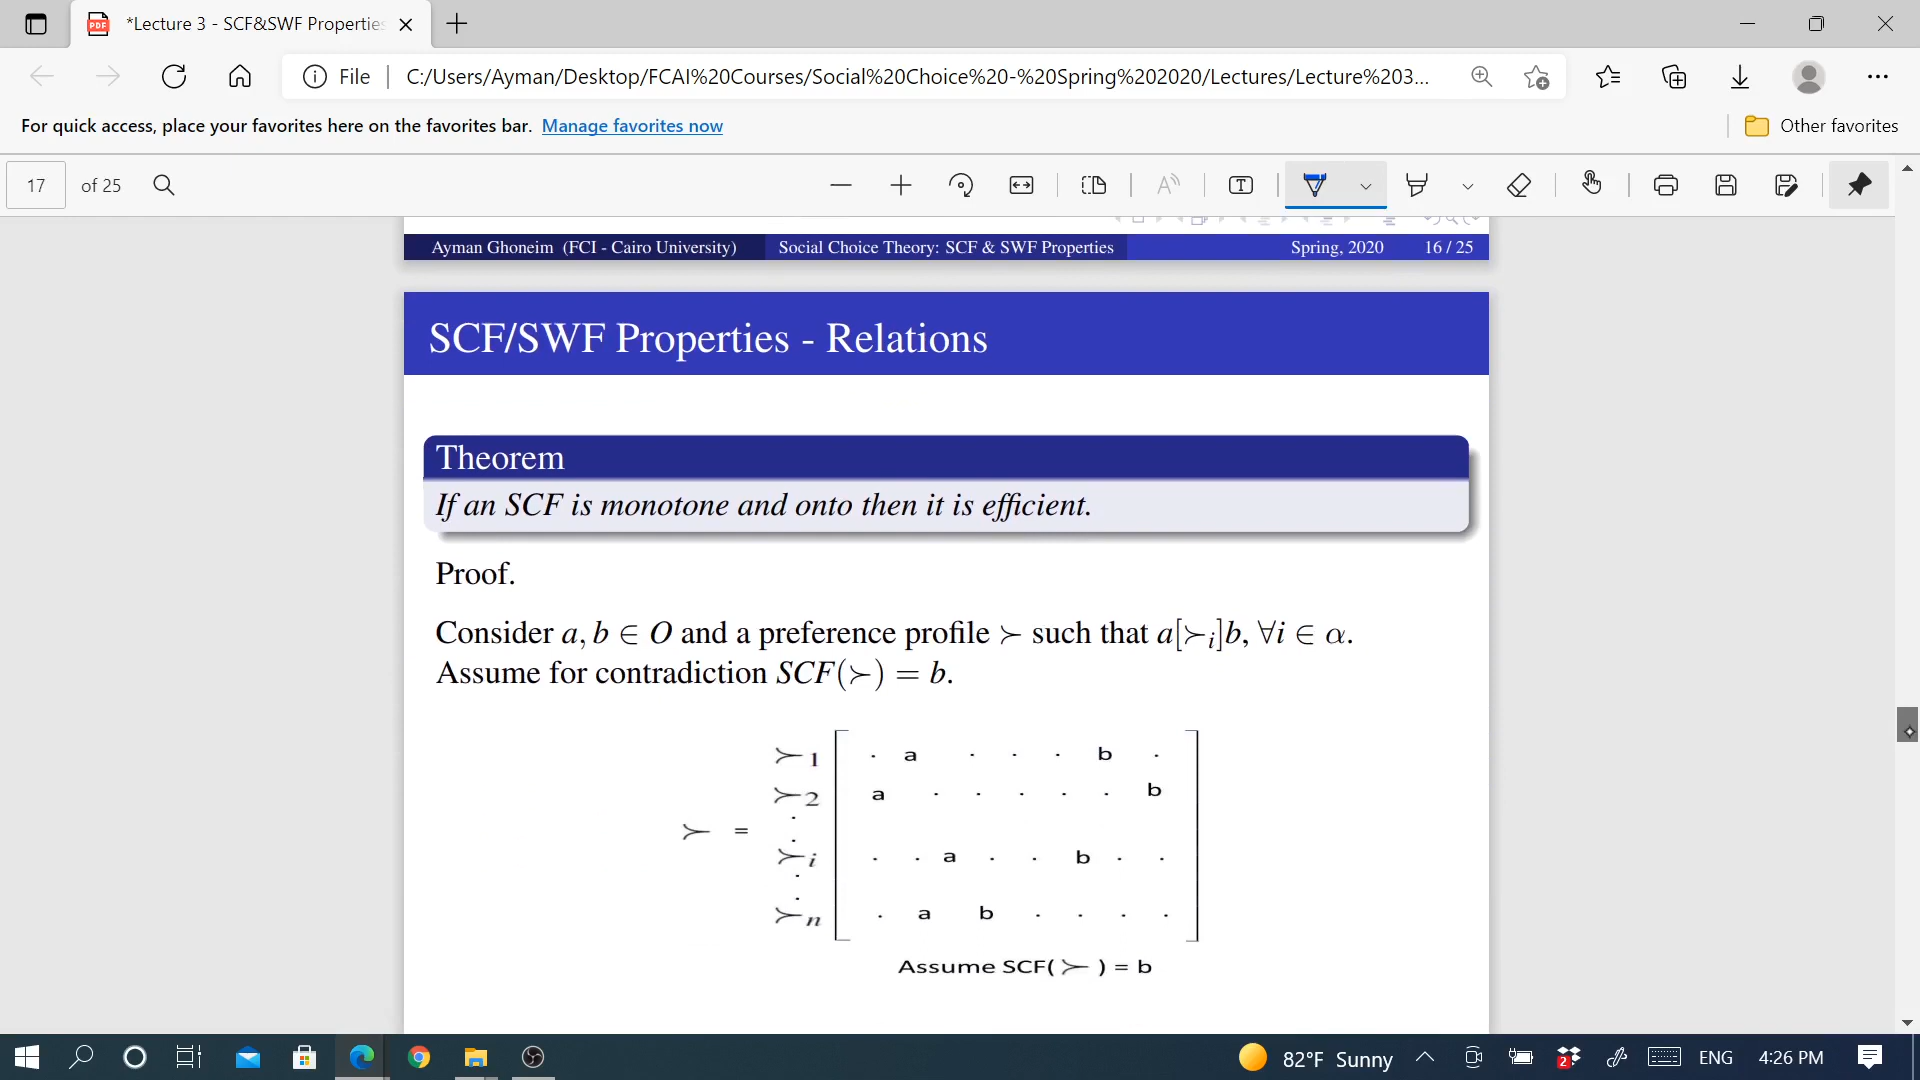 *Lecture 3 - SCF&SWF Properties
File
C:/Users/Ayman/Desktop/FCAI%20Courses/Social%20Choice%20-%20Spring%202020/Lectures/Lecture%203...
For quick access, place your favorites here on the favorites bar. Manage favorites now
Other favorites
17 of 25
Ayman Ghoneim (FCI - Cairo University) Social Choice Theory: SCF & SWF Properties Spring, 2020 16 / 25
SCF/SWF Properties - Relations
Theorem
If an SCF is monotone and onto then it is efficient.
Proof.
Consider a, b ∈ O and a preference profile ≻ such that a[≻i]b, ∀i ∈ α.
Assume for contradiction SCF(≻) = b.
≻1 . a . . . b .
≻2 a . . . . . b
.
≻ =
.
≻i . . a . . b . .
.
.
≻n . a b . . . .
Assume SCF( ≻ ) = b
2
82°F Sunny
ENG
4:26 PM